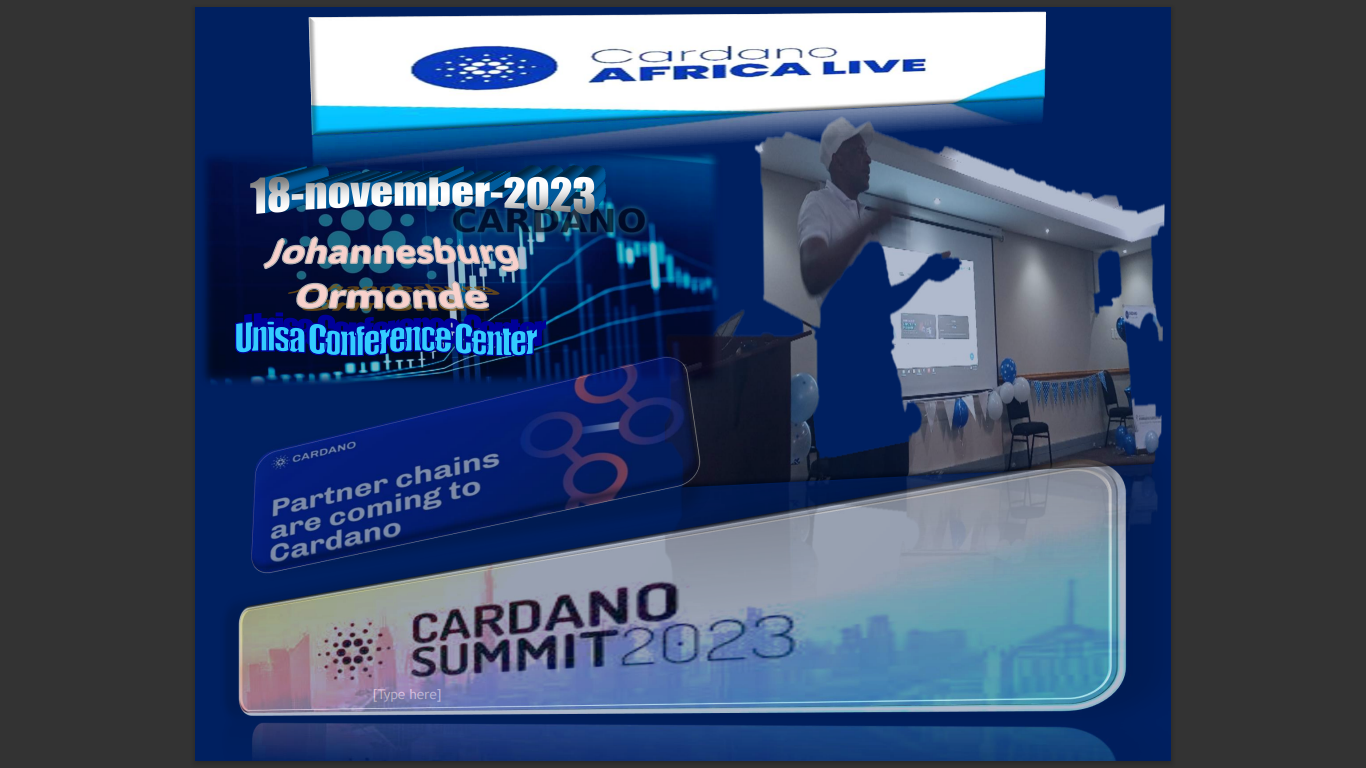 Cardano
AFRICA LIVE
18-november-2023
CARDANO
Johannesburg
Ormonde
Unisa Conference Center
CARDANO
Partner chains
are coming to
Cardano
CARDANO
SUMMIT2023
[Type here]